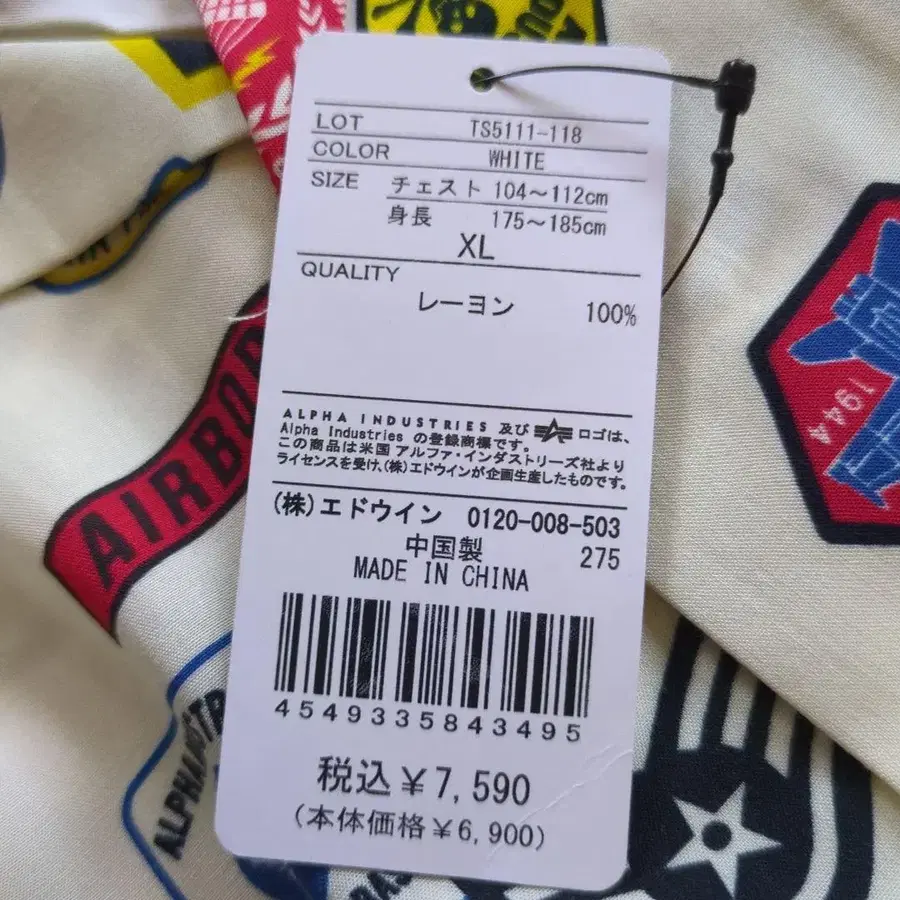 LOT TS5111-118
COLOR WHITE
SIZE チェスト 104～112cm
身長 175～185cm
XL
QUALITY
レーヨン 100%
ALPHA INDUSTRIES 及び ロゴは、
Alpha Industries の登録商標です。
この商品は米国 アルファ・インダストリーズ社より
ライセンスを受け、(株)エドウインが企画生産したものです。
(株)エドウイン 0120-008-503
中国製 275
MADE IN CHINA
4549335843495
税込￥7,590
(本体価格￥6,900)
1944